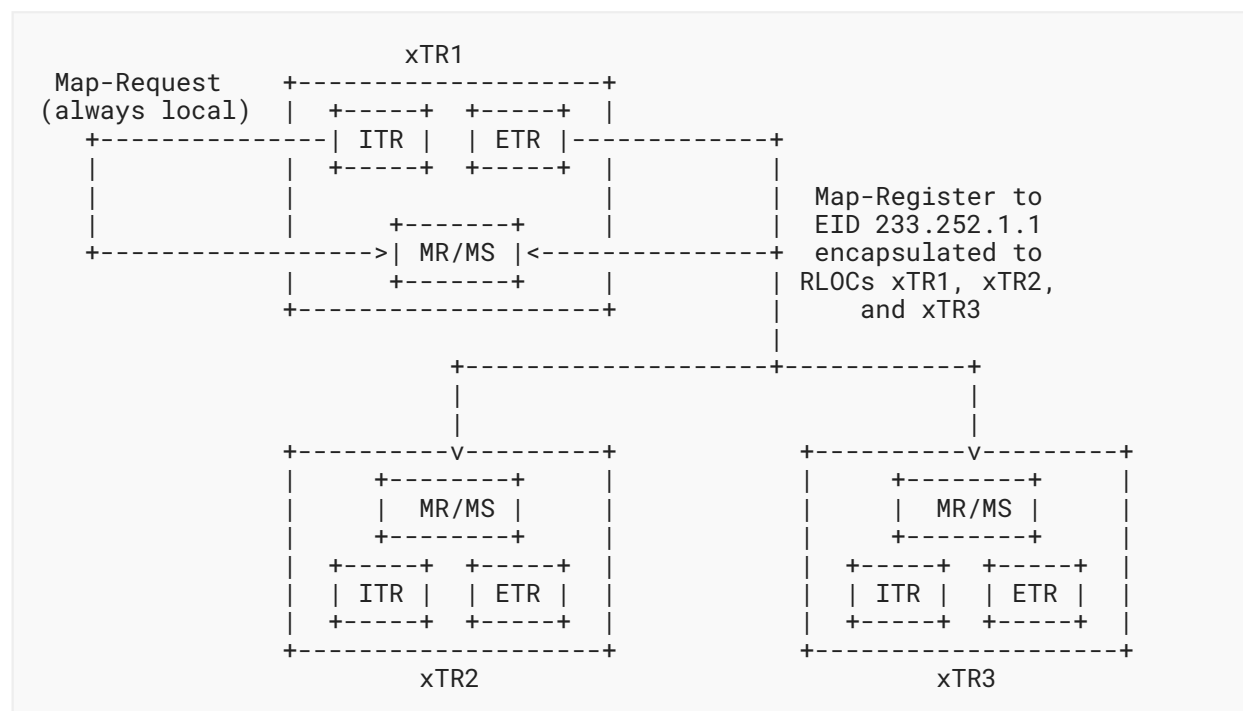 xTR1
Map-Request
(always local)
ITR ETR
Map-Register to
EID 233.252.1.1
MR/MS encapsulated to
RLOCs xTR1, xTR2,
and xTR3
MR/MS MR/MS
ITR ETR ITR ETR
xTR2 xTR3